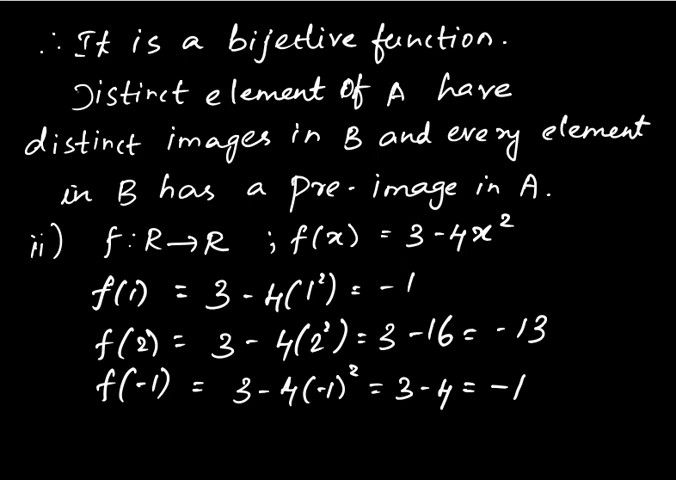 ∴ It is a bijective function.
Distinct element of A have
distinct images in B and every element
in B has a pre-image in A.
ii) f : R → R ; f(x) = 3 - 4x²
f(1) = 3 - 4(1²) = -1
f(2) = 3 - 4(2²) = 3 - 16 = -13
f(-1) = 3 - 4(-1)² = 3 - 4 = -1